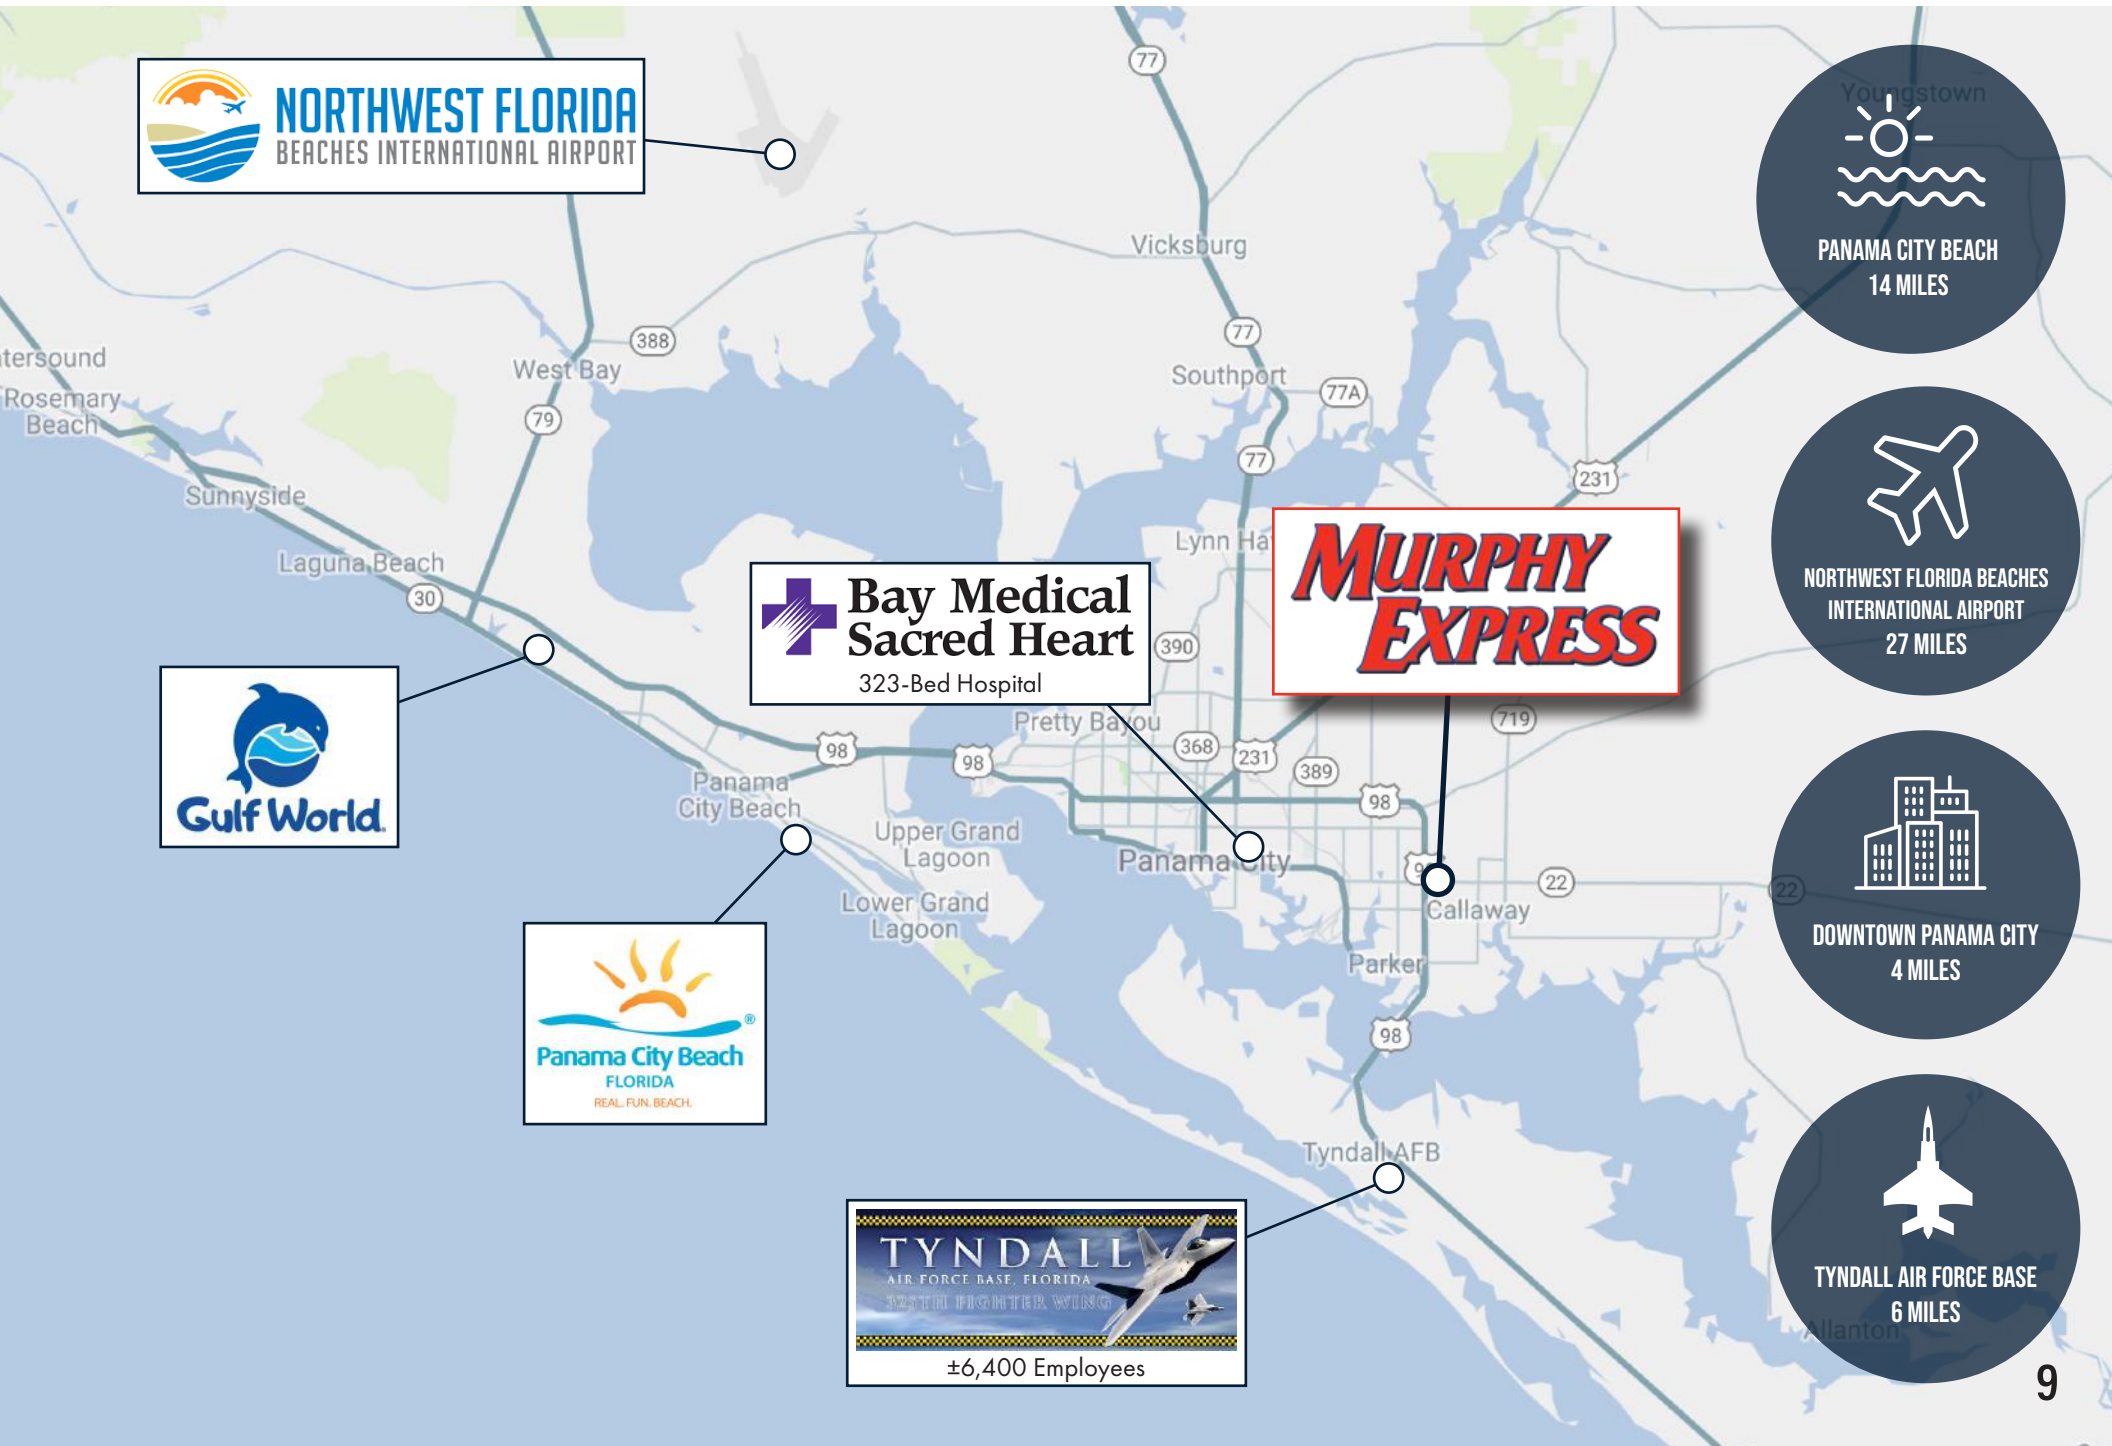 NORTHWEST FLORIDA
BEACHES INTERNATIONAL AIRPORT
77
Youngstown
PANAMA CITY BEACH
14 MILES
Vicksburg
77
388
West Bay
tersound
Rosemary
Beach
Southport
77A
79
77
231
Sunnyside
NORTHWEST FLORIDA BEACHES
INTERNATIONAL AIRPORT
27 MILES
Laguna Beach
30
Lynn Ha
MURPHY
EXPRESS
Bay Medical
Sacred Heart
323-Bed Hospital
390
Pretty Bayou
719
368
231
389
98
98
98
Gulf World
Panama
City Beach
Upper Grand
Lagoon
Panama City
9
22
22
Callaway
Lower Grand
Lagoon
DOWNTOWN PANAMA CITY
4 MILES
Parker
98
Panama City Beach
®
FLORIDA
REAL. FUN. BEACH.
Tyndall AFB
TYNDALL
AIR FORCE BASE, FLORIDA
325TH FIGHTER WING
±6,400 Employees
TYNDALL AIR FORCE BASE
6 MILES
Allanton
9